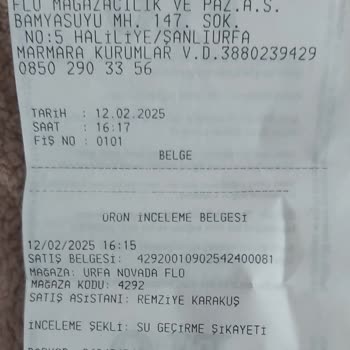 FLO MAĞAZACILIK VE PAZ.A.Ş.
BAMYASUYU MH. 147. SOK.
NO:5 HALİLİYE/ŞANLIURFA
MARMARA KURUMLAR V.D.3880239429
0850 290 33 56
TARİH : 12.02.2025
SAAT : 16:17
FİŞ NO : 0101
BELGE
ÜRÜN İNCELEME BELGESİ
12/02/2025 16:15
SATIŞ BELGESİ: 42920010902542400081
MAĞAZA: URFA NOVADA FLO
MAĞAZA KODU: 4292
SATIŞ ASİSTANI: REMZİYE KARAKUŞ
İNCELEME ŞEKLİ: SU GEÇİRME ŞİKAYETİ